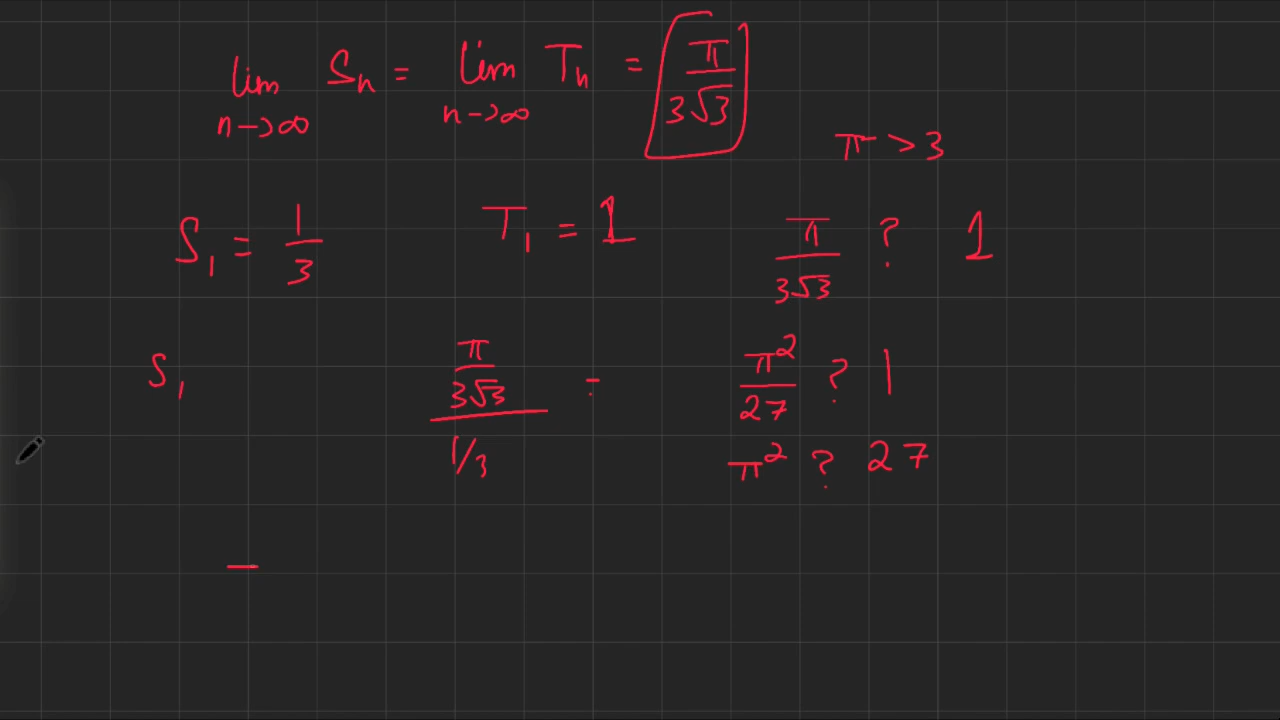 lim n→∞ Sn = lim n→∞ Tn = π/3√3
π > 3
S₁ = 1/3 T₁ = 1 π/3√3 ? 1
S₁ π/3√3 / 1/3 = π²/27 ? 1
π² ? 27
—